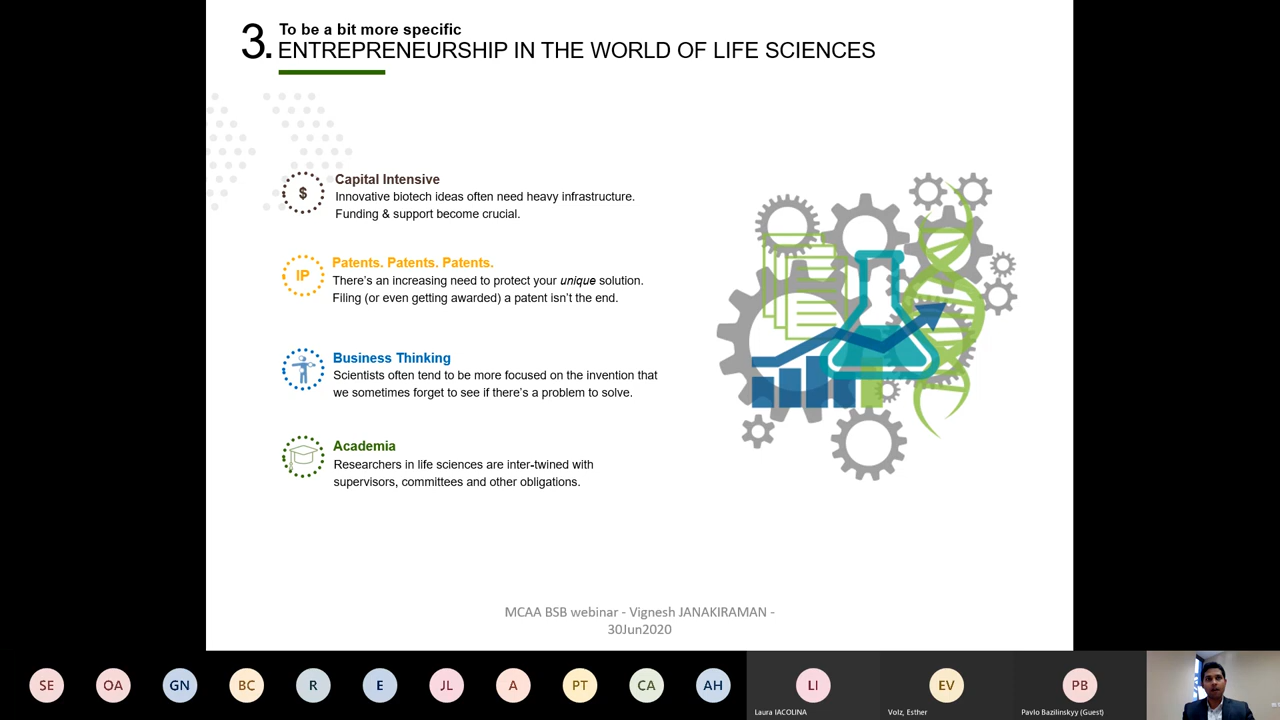 3.
To be a bit more specific
ENTREPRENEURSHIP IN THE WORLD OF LIFE SCIENCES
$
Capital Intensive
Innovative biotech ideas often need heavy infrastructure.
Funding & support become crucial.
IP
Patents. Patents. Patents.
There's an increasing need to protect your unique solution.
Filing (or even getting awarded) a patent isn't the end.
Business Thinking
Scientists often tend to be more focused on the invention that
we sometimes forget to see if there's a problem to solve.
Academia
Researchers in life sciences are inter-twined with
supervisors, committees and other obligations.
MCAA BSB webinar - Vignesh JANAKIRAMAN -
30Jun2020
SE
OA
GN
BC
R
E
JL
A
PT
CA
AH
LI
EV
PB
Laura IACOLINA
Volz, Esther
Pavlo Bazilinskyy (Guest)